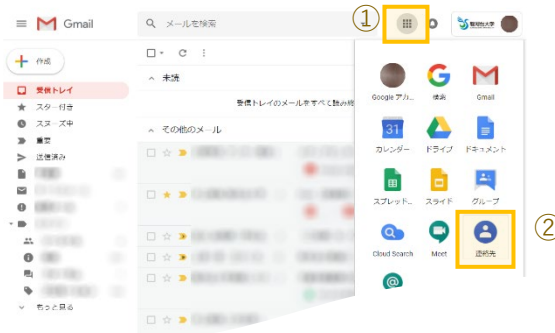 ①
Gmail
メールを検索
龍谷大学
作成
未読
受信トレイ
スター付き
スヌーズ中
重要
送信済み
もっと見る
受信トレイのメールをすべて読み終
その他のメール
Google アカ...
検索
Gmail
31
カレンダー
ドライブ
ドキュメント
スプレッド...
スライド
グループ
Cloud Search
Meet
連絡先
②